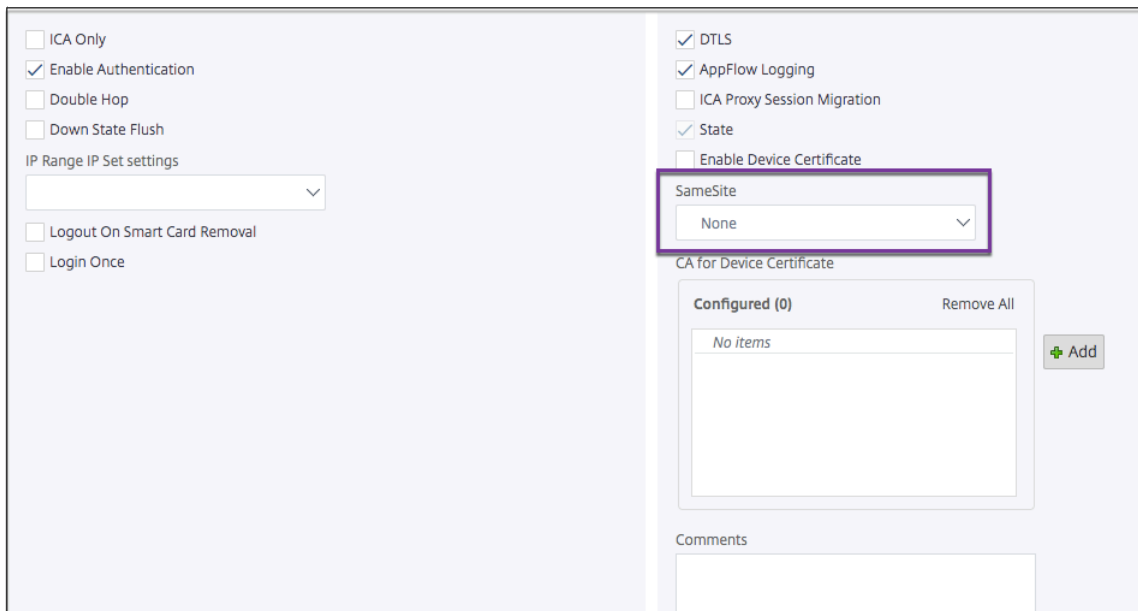 ICA Only
Enable Authentication
Double Hop
Down State Flush
IP Range IP Set settings
Logout On Smart Card Removal
Login Once
DTLS
AppFlow Logging
ICA Proxy Session Migration
State
Enable Device Certificate
SameSite
None
CA for Device Certificate
Configured (0) Remove All
No items
Add
Comments